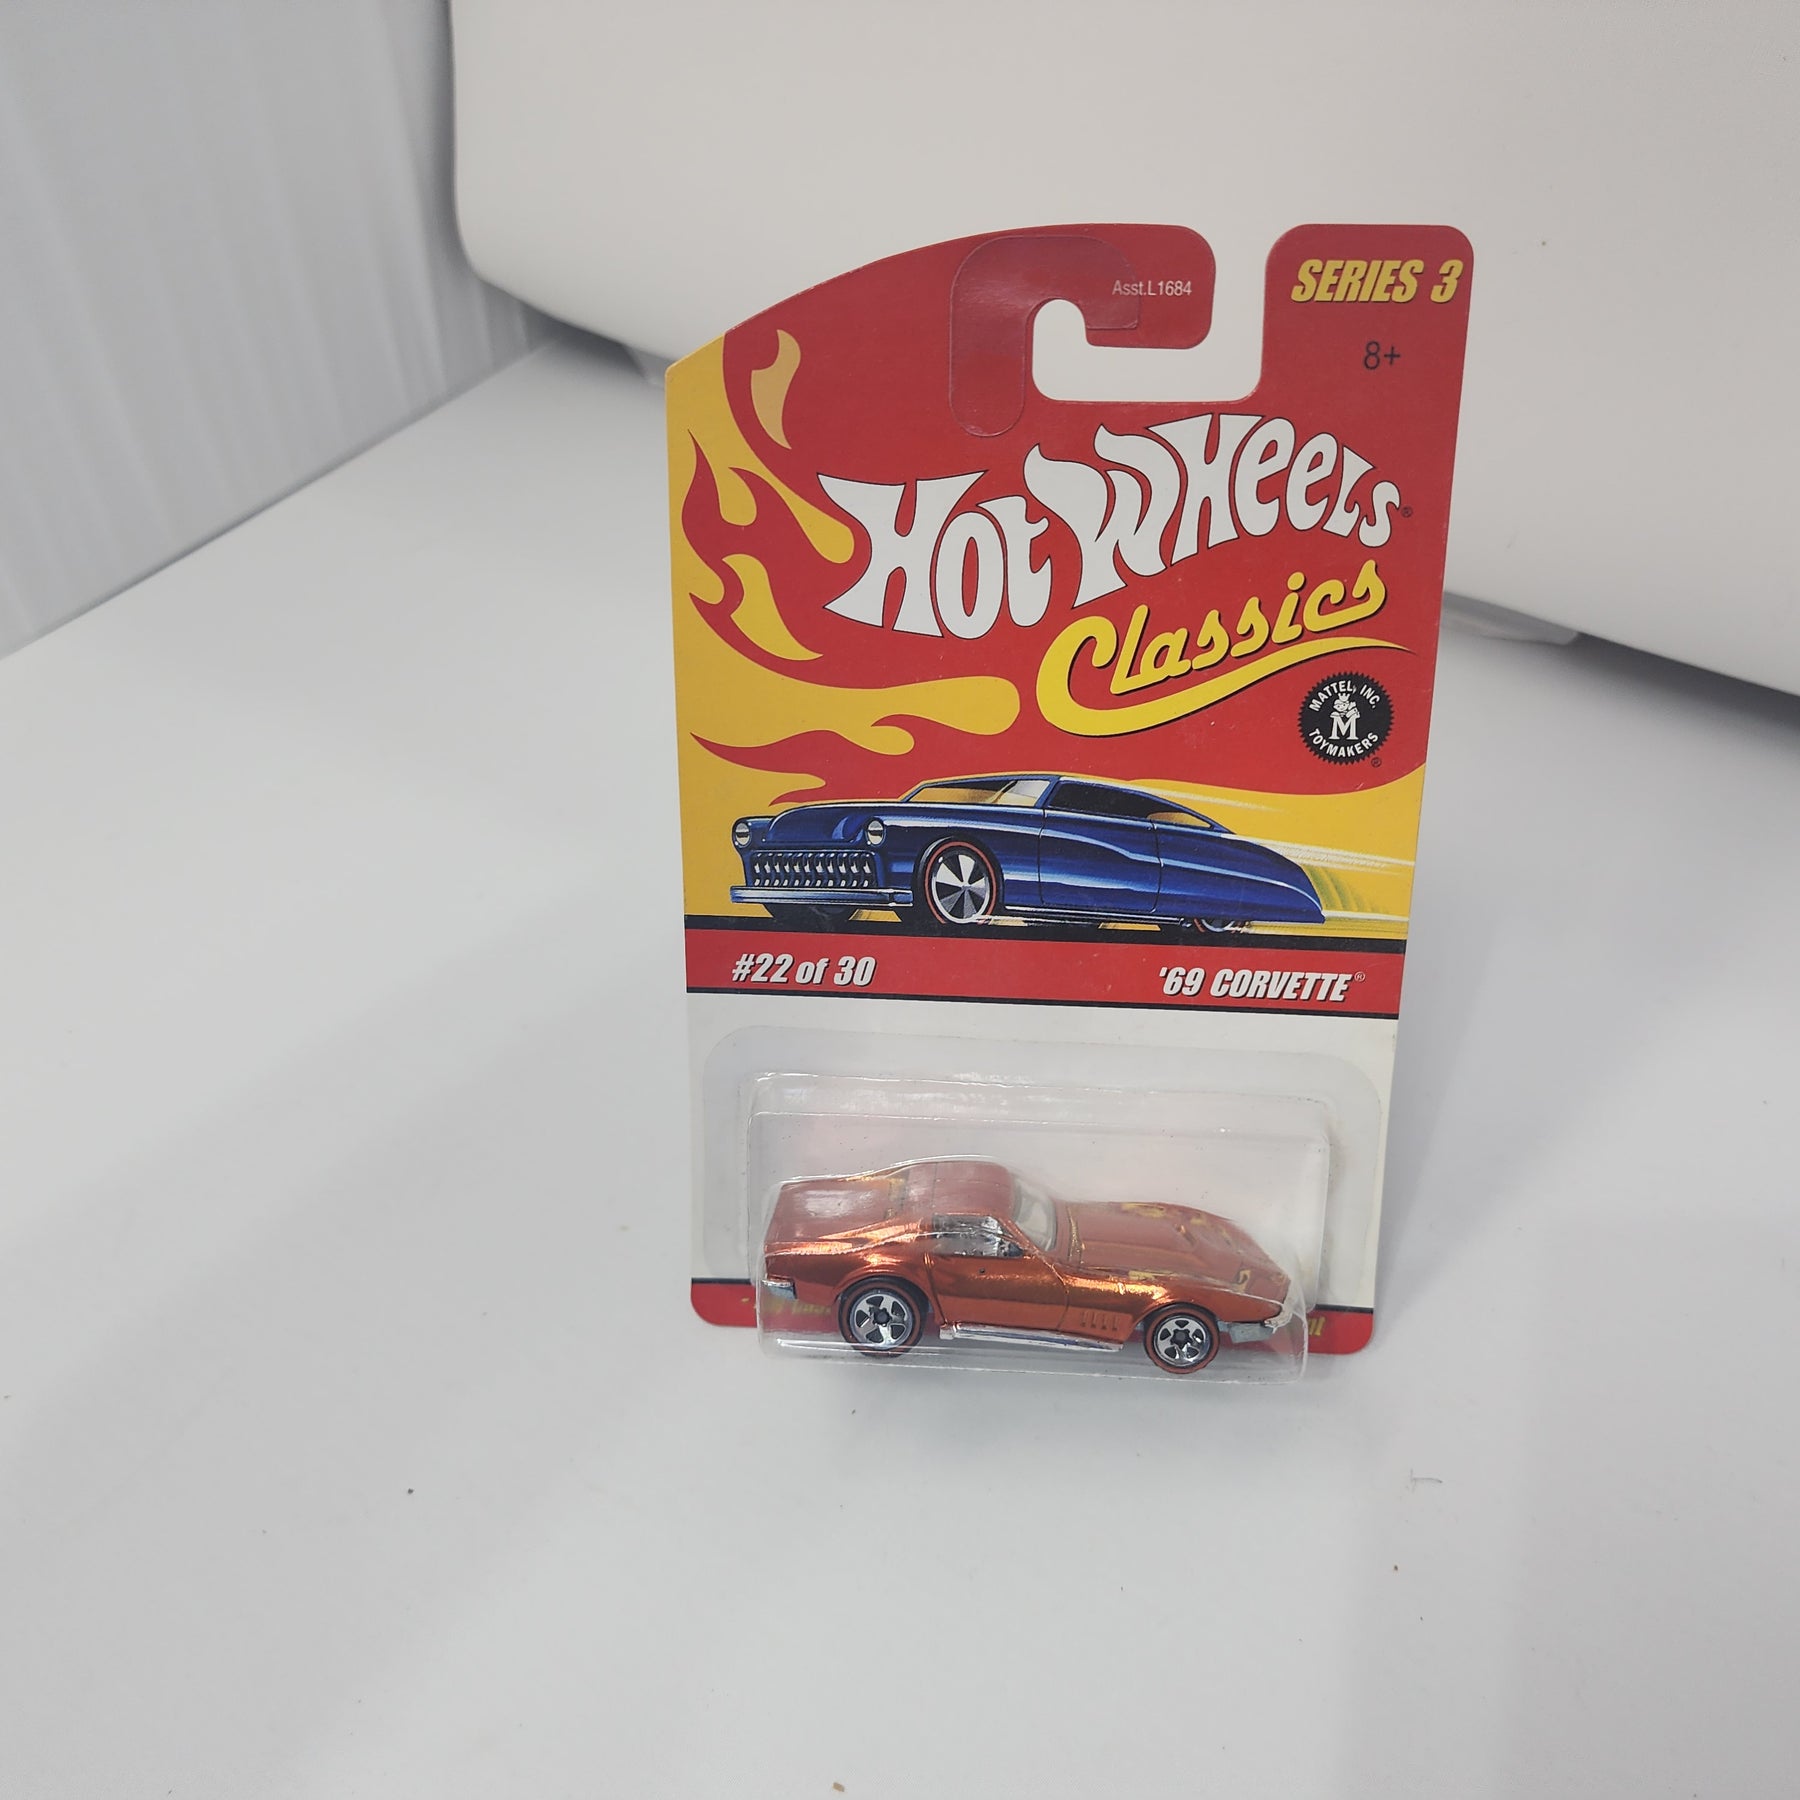 Asst.L1684
SERIES 3
8+
HOT WHEELS®
Classics
MATTEL, INC.
M
TOYMAKERS
®
#22 of 30
'69 CORVETTE®